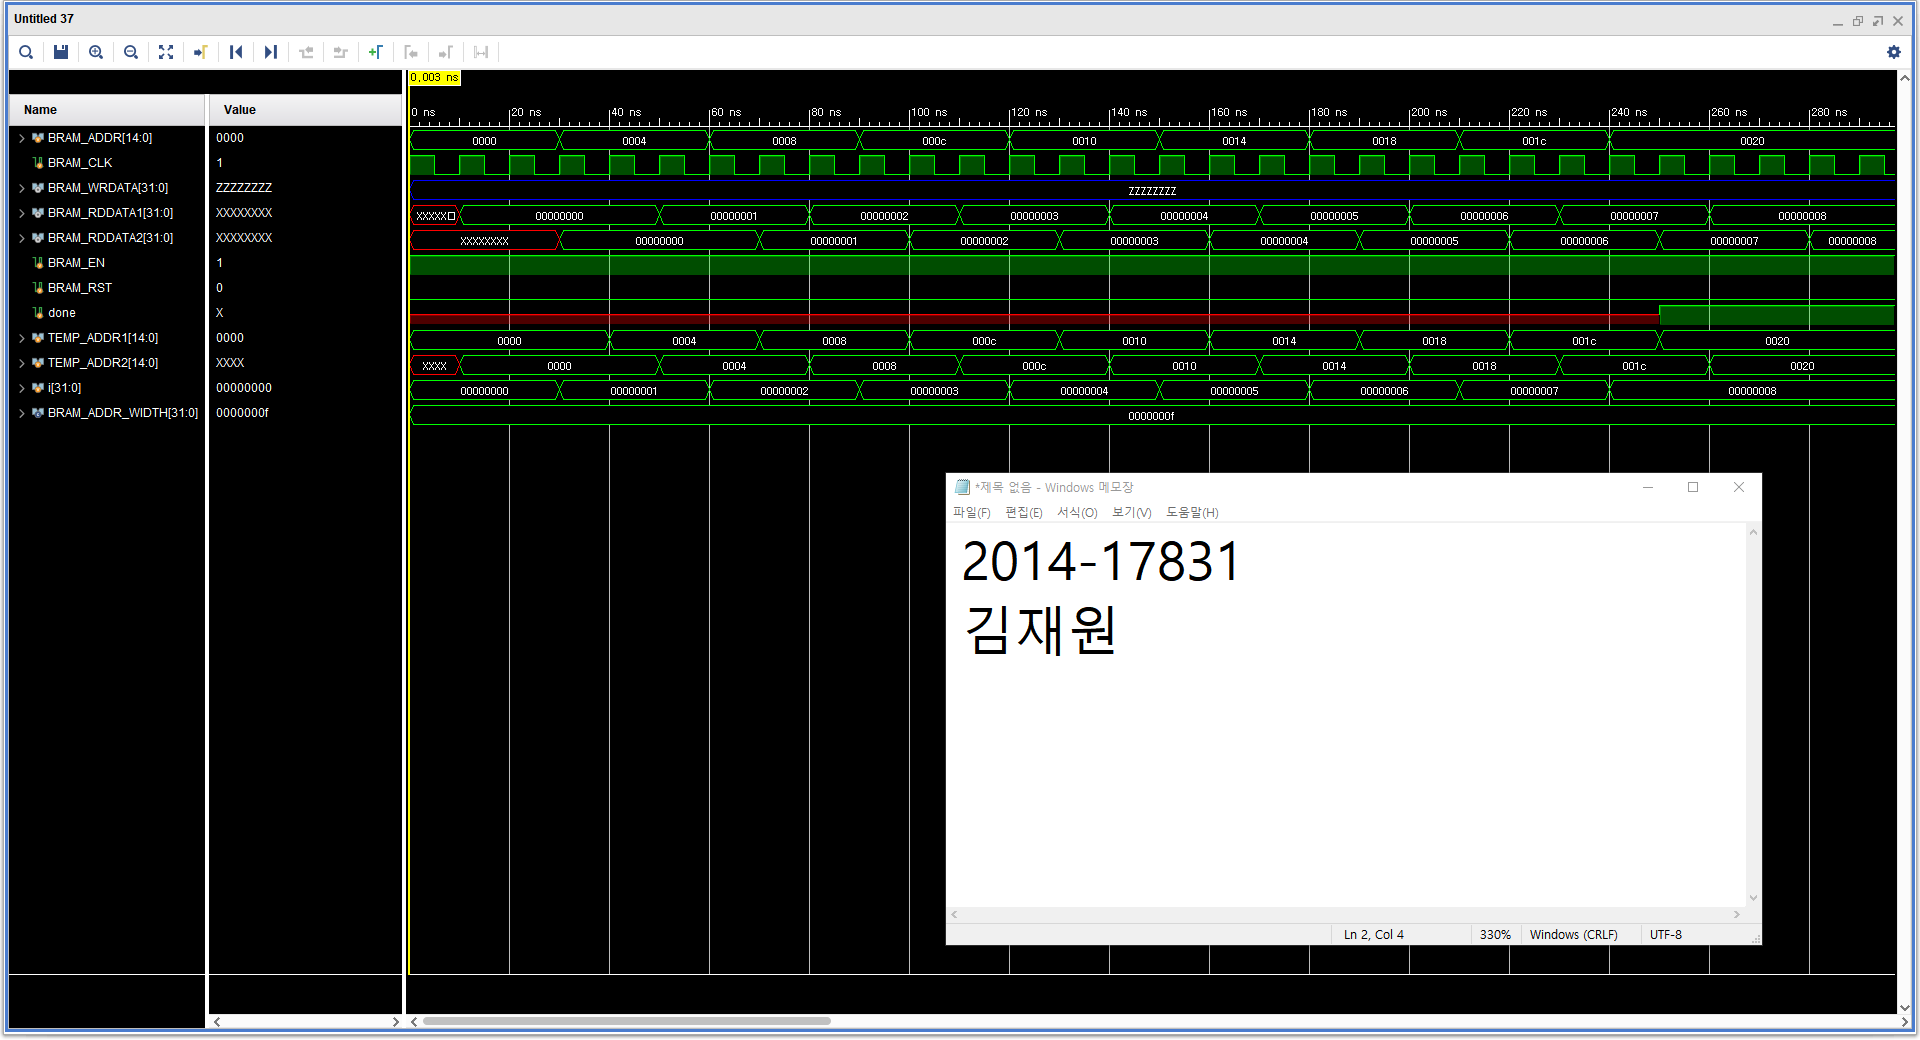 Untitled 37
0,003 ns
Name Value
0 ns 20 ns 40 ns 60 ns 80 ns 100 ns 120 ns 140 ns 160 ns 180 ns 200 ns 220 ns 240 ns 260 ns 280 ns
BRAM_ADDR[14:0] 0000 0000 0004 0008 000c 0010 0014 0018 001c 0020
BRAM_CLK 1
BRAM_WRDATA[31:0] ZZZZZZZZ ZZZZZZZZ
BRAM_RDDATA1[31:0] XXXXXXXX XXXXX 00000000 00000001 00000002 00000003 00000004 00000005 00000006 00000007 00000008
BRAM_RDDATA2[31:0] XXXXXXXX XXXXXXXX 00000000 00000001 00000002 00000003 00000004 00000005 00000006 00000007 00000008
BRAM_EN 1
BRAM_RST 0
done X
TEMP_ADDR1[14:0] 0000 0000 0004 0008 000c 0010 0014 0018 001c 0020
TEMP_ADDR2[14:0] XXXX XXXX 0000 0004 0008 000c 0010 0014 0018 001c 0020
i[31:0] 00000000 00000000 00000001 00000002 00000003 00000004 00000005 00000006 00000007 00000008
BRAM_ADDR_WIDTH[31:0] 0000000f 0000000f
*제목 없음 - Windows 메모장
파일(F) 편집(E) 서식(O) 보기(V) 도움말(H)
2014-17831
김재원
Ln 2, Col 4 330% Windows (CRLF) UTF-8